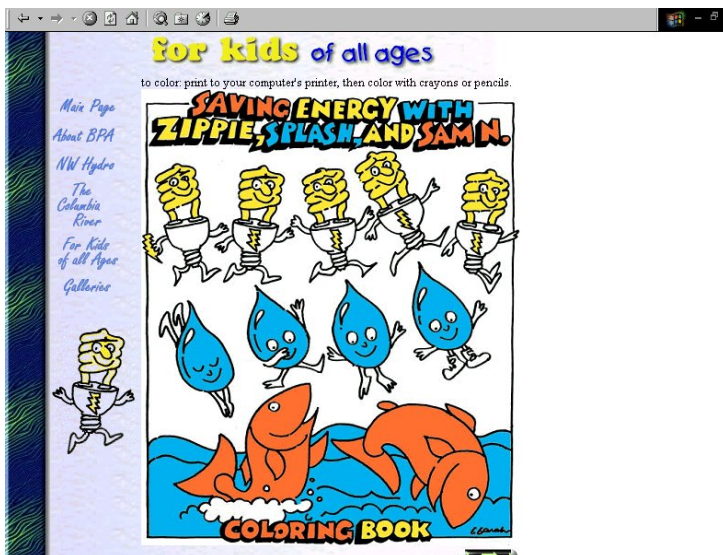 for kids of all ages
to color: print to your computer's printer, then color with crayons or pencils.
Main Page
About BPA
NW Hydro
The
Columbia
River
For Kids
of all Ages
Galleries
SAVING ENERGY WITH
ZIPPIE, SPLASH, AND SAM N.
COLORING BOOK